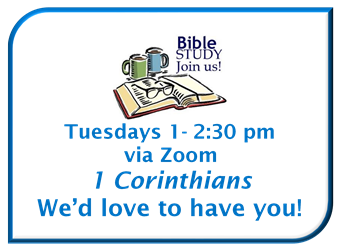 Bible
STUDY
Join us!
Tuesdays 1- 2:30 pm
via Zoom
1 Corinthians
We'd love to have you!